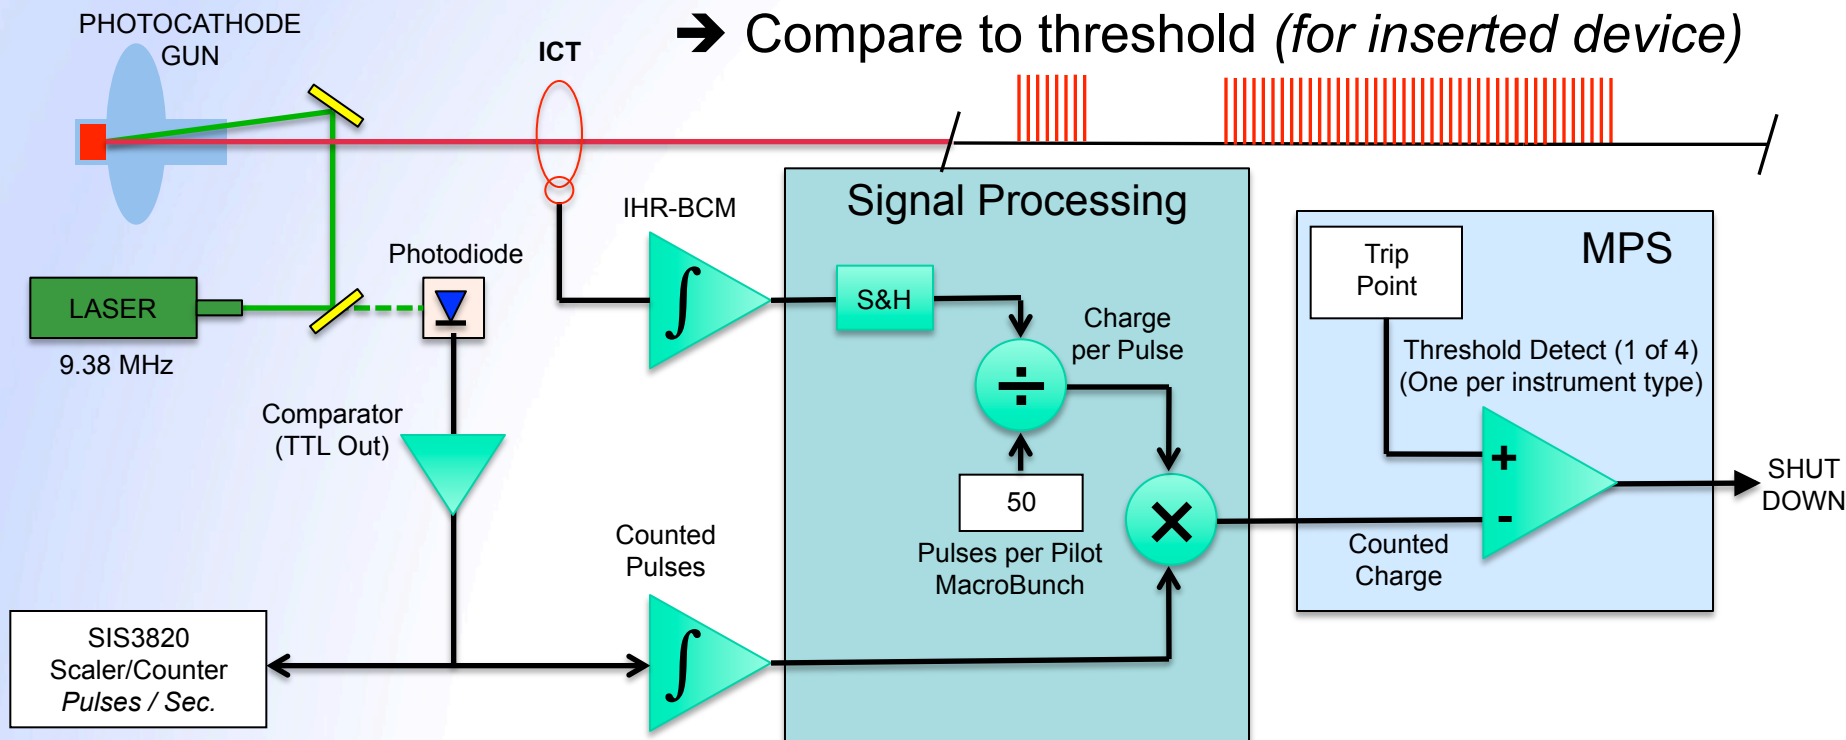 PHOTOCATHODE
GUN
ICT
➔ Compare to threshold (for inserted device)
LASER
9.38 MHz
Photodiode
Comparator
(TTL Out)
IHR-BCM
∫
Signal Processing
S&H
÷
Charge
per Pulse
50
Pulses per Pilot
MacroBunch
×
Counted
Pulses
∫
SIS3820
Scaler/Counter
Pulses / Sec.
MPS
Trip
Point
Threshold Detect (1 of 4)
(One per instrument type)
+
-
Counted
Charge
SHUT
DOWN